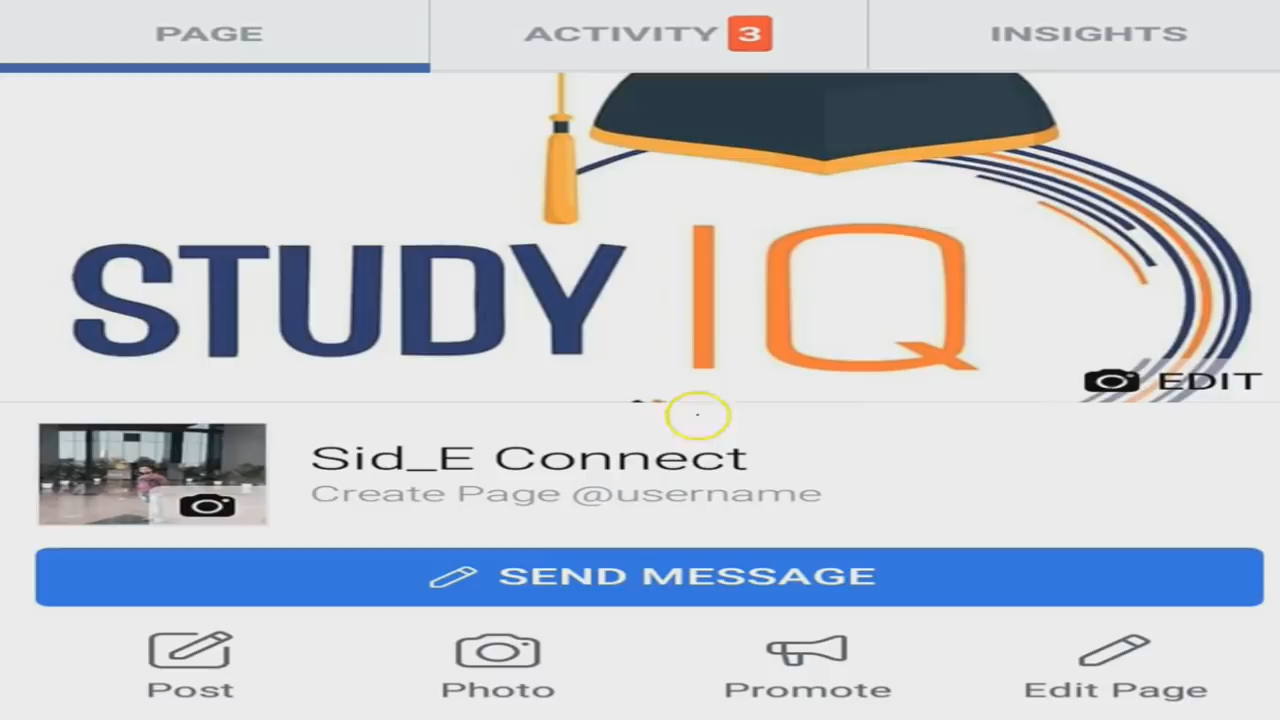 PAGE
ACTIVITY 3
INSIGHTS
STUDY IQ
EDIT
Sid_E Connect
Create Page @username
SEND MESSAGE
Post
Photo
Promote
Edit Page